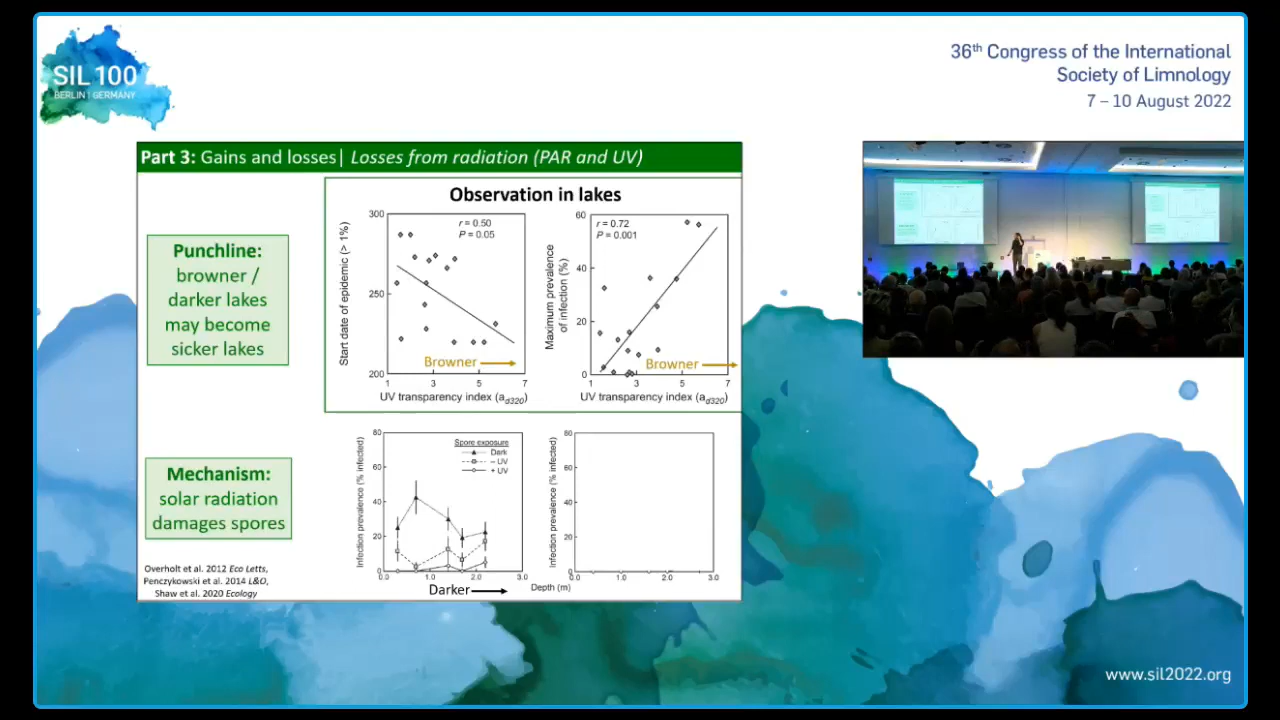 SIL 100
BERLIN | GERMANY
36th Congress of the International
Society of Limnology
7 – 10 August 2022
Part 3: Gains and losses| Losses from radiation (PAR and UV)
Punchline:
browner /
darker lakes
may become
sicker lakes
Observation in lakes
Start date of epidemic (> 1%)
300
250
200
r = 0.50
P = 0.05
Browner
1 3 5 7
UV transparency index (ad320)
Maximum prevalence
of infection (%)
60
40
20
0
r = 0.72
P = 0.001
Browner
1 3 5 7
UV transparency index (ad320)
Mechanism:
solar radiation
damages spores
Overholt et al. 2012 Eco Letts,
Penczykowski et al. 2014 L&O,
Shaw et al. 2020 Ecology
Infection prevalence (% infected)
80
60
40
20
0
Spore exposure
Dark
– UV
+ UV
0.0 1.0 2.0 3.0
Darker
Infection prevalence (% infected)
80
60
40
20
0
0.0 1.0 2.0 3.0
Depth (m)
www.sil2022.org